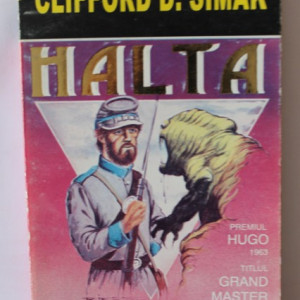 CLIFFORD D. SIMAK
HALTA
PREMIUL
HUGO
1963
TITLUL
GRAND
MASTER